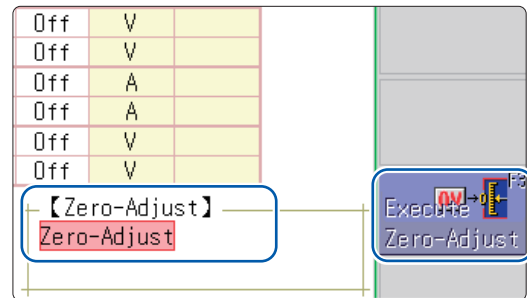 Off V
Off V
Off A
Off A
Off V
Off V
【Zero-Adjust】
Zero-Adjust
F3
0V
Execute
Zero-Adjust